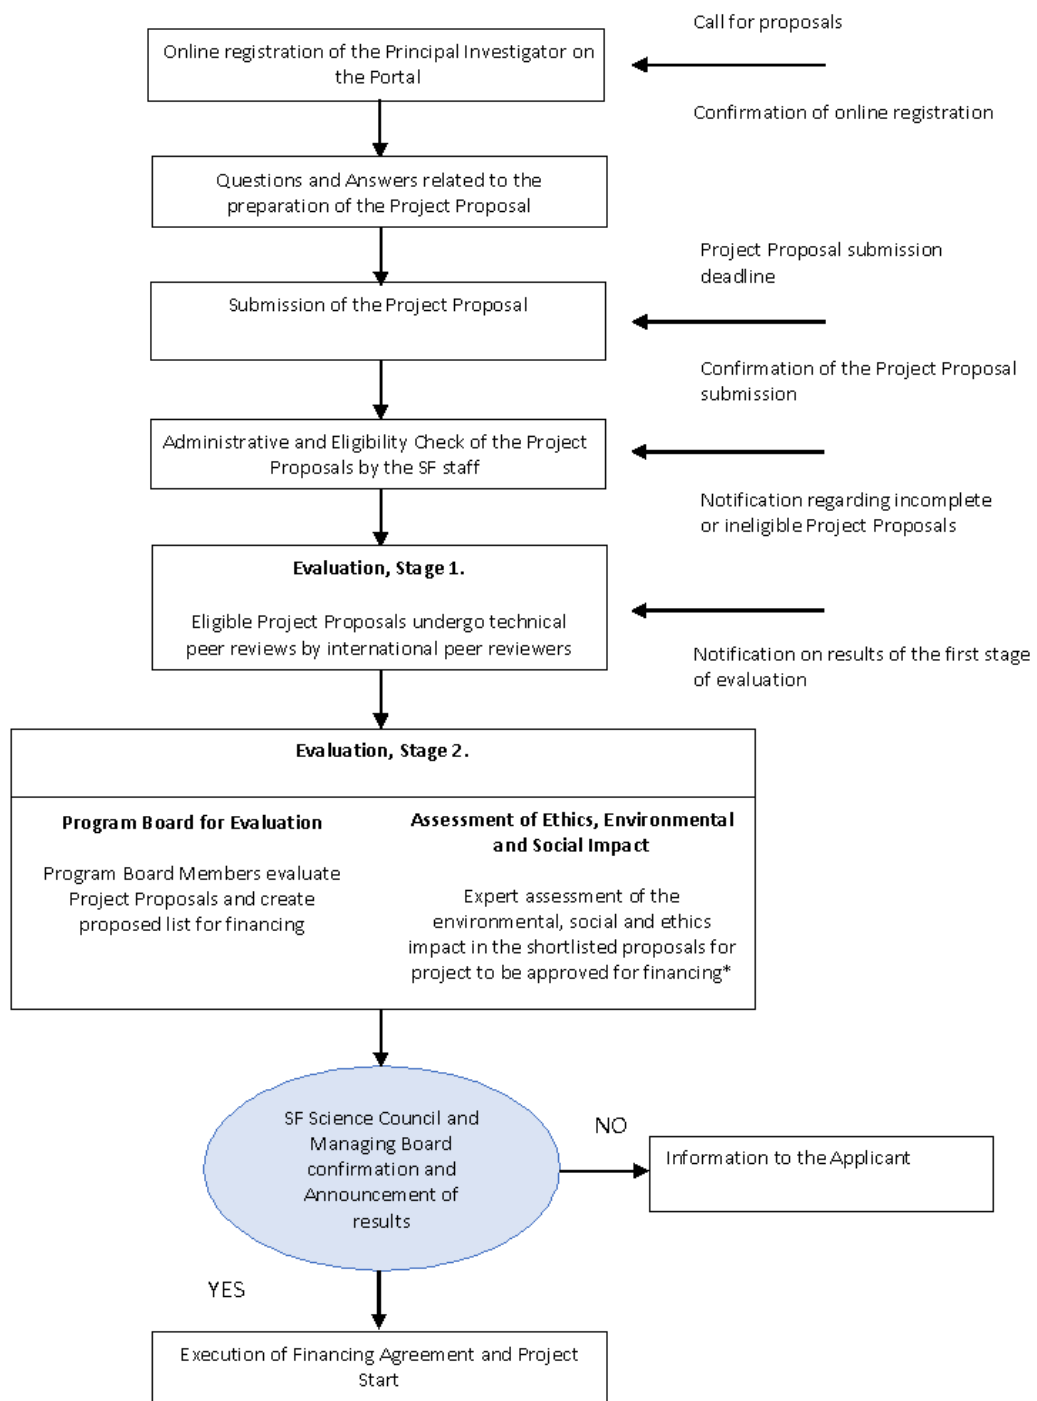 Call for proposals
Online registration of the Principal Investigator on
the Portal
Confirmation of online registration
Questions and Answers related to the
preparation of the Project Proposal
Project Proposal submission
deadline
Submission of the Project Proposal
Confirmation of the Project Proposal
submission
Administrative and Eligibility Check of the Project
Proposals by the SF staff
Notification regarding incomplete
or ineligible Project Proposals
Evaluation, Stage 1.
Eligible Project Proposals undergo technical
peer reviews by international peer reviewers
Notification on results of the first stage
of evaluation
Evaluation, Stage 2.
Program Board for Evaluation
Program Board Members evaluate
Project Proposals and create
proposed list for financing
Assessment of Ethics, Environmental
and Social Impact
Expert assessment of the
environmental, social and ethics
impact in the shortlisted proposals for
project to be approved for financing*
SF Science Council and
Managing Board
confirmation and
Announcement of
results
NO
Information to the Applicant
YES
Execution of Financing Agreement and Project
Start